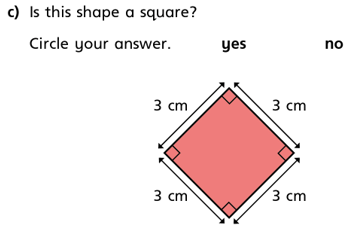 c) Is this shape a square?
Circle your answer. yes no
3 cm 3 cm
3 cm 3 cm